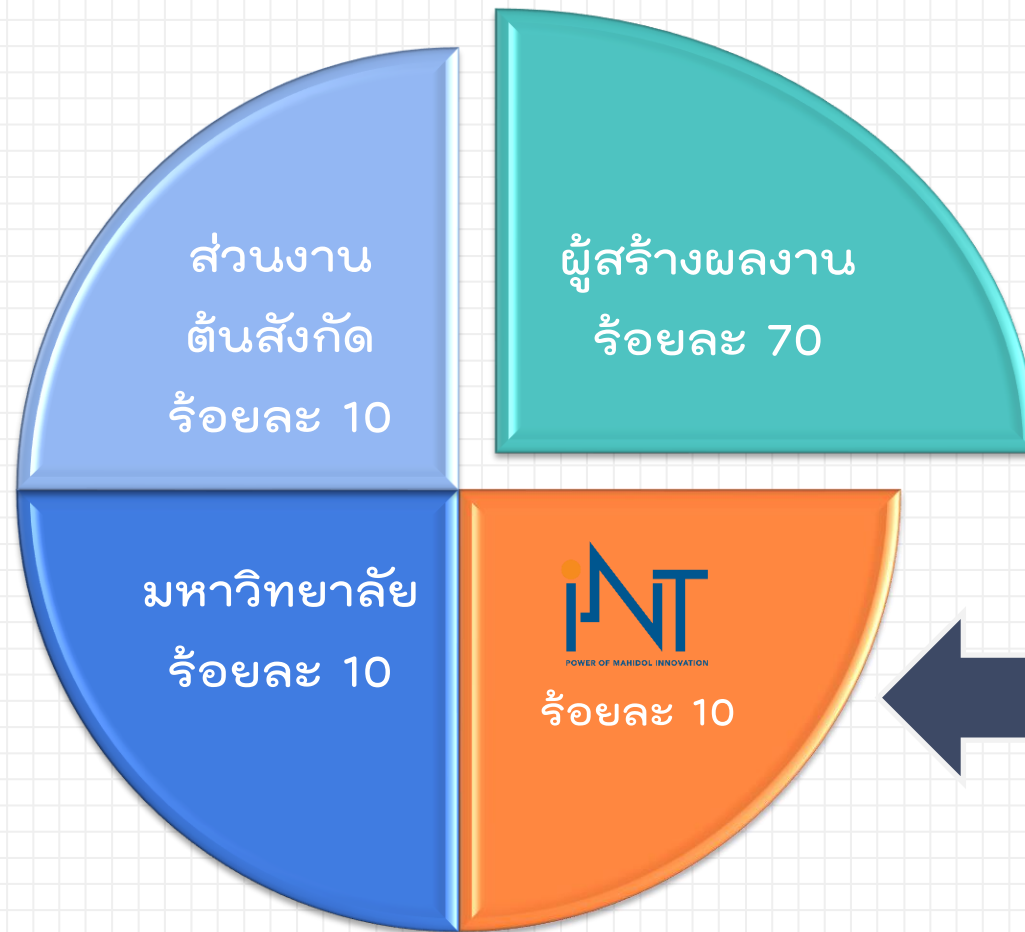 ส่วนงาน
ต้นสังกัด
ร้อยละ 10
ผู้สร้างผลงาน
ร้อยละ 70
มหาวิทยาลัย
ร้อยละ 10
iNT
POWER OF MAHIDOL INNOVATION
ร้อยละ 10